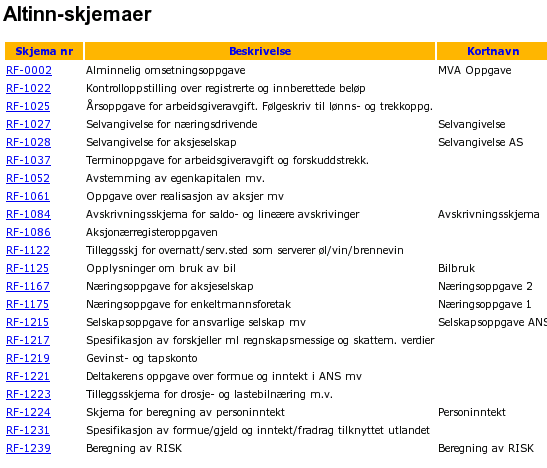 Altinn-skjemaer
Skjema nr Beskrivelse Kortnavn
RF-0002 Alminnelig omsetningsoppgave MVA Oppgave
RF-1022 Kontrolloppstilling over registrerte og innberettede beløp
RF-1025 Årsoppgave for arbeidsgiveravgift. Følgeskriv til lønns- og trekkoppg.
RF-1027 Selvangivelse for næringsdrivende Selvangivelse
RF-1028 Selvangivelse for aksjeselskap Selvangivelse AS
RF-1037 Terminoppgave for arbeidsgiveravgift og forskuddstrekk.
RF-1052 Avstemming av egenkapitalen mv.
RF-1061 Oppgave over realisasjon av aksjer mv
RF-1084 Avskrivningsskjema for saldo- og lineære avskrivinger Avskrivningsskjema
RF-1086 Aksjonærregisteroppgaven
RF-1122 Tilleggsskj for overnatt/serv.sted som serverer øl/vin/brennevin
RF-1125 Opplysninger om bruk av bil Bilbruk
RF-1167 Næringsoppgave for aksjeselskap Næringsoppgave 2
RF-1175 Næringsoppgave for enkeltmannsforetak Næringsoppgave 1
RF-1215 Selskapsoppgave for ansvarlige selskap mv Selskapsoppgave ANS
RF-1217 Spesifikasjon av forskjeller ml regnskapsmessige og skattem. verdier
RF-1219 Gevinst- og tapskonto
RF-1221 Deltakerens oppgave over formue og inntekt i ANS mv
RF-1223 Tilleggsskjema for drosje- og lastebilnæring m.v.
RF-1224 Skjema for beregning av personinntekt Personinntekt
RF-1231 Spesifikasjon av formue/gjeld og inntekt/fradrag tilknyttet utlandet
RF-1239 Beregning av RISK Beregning av RISK